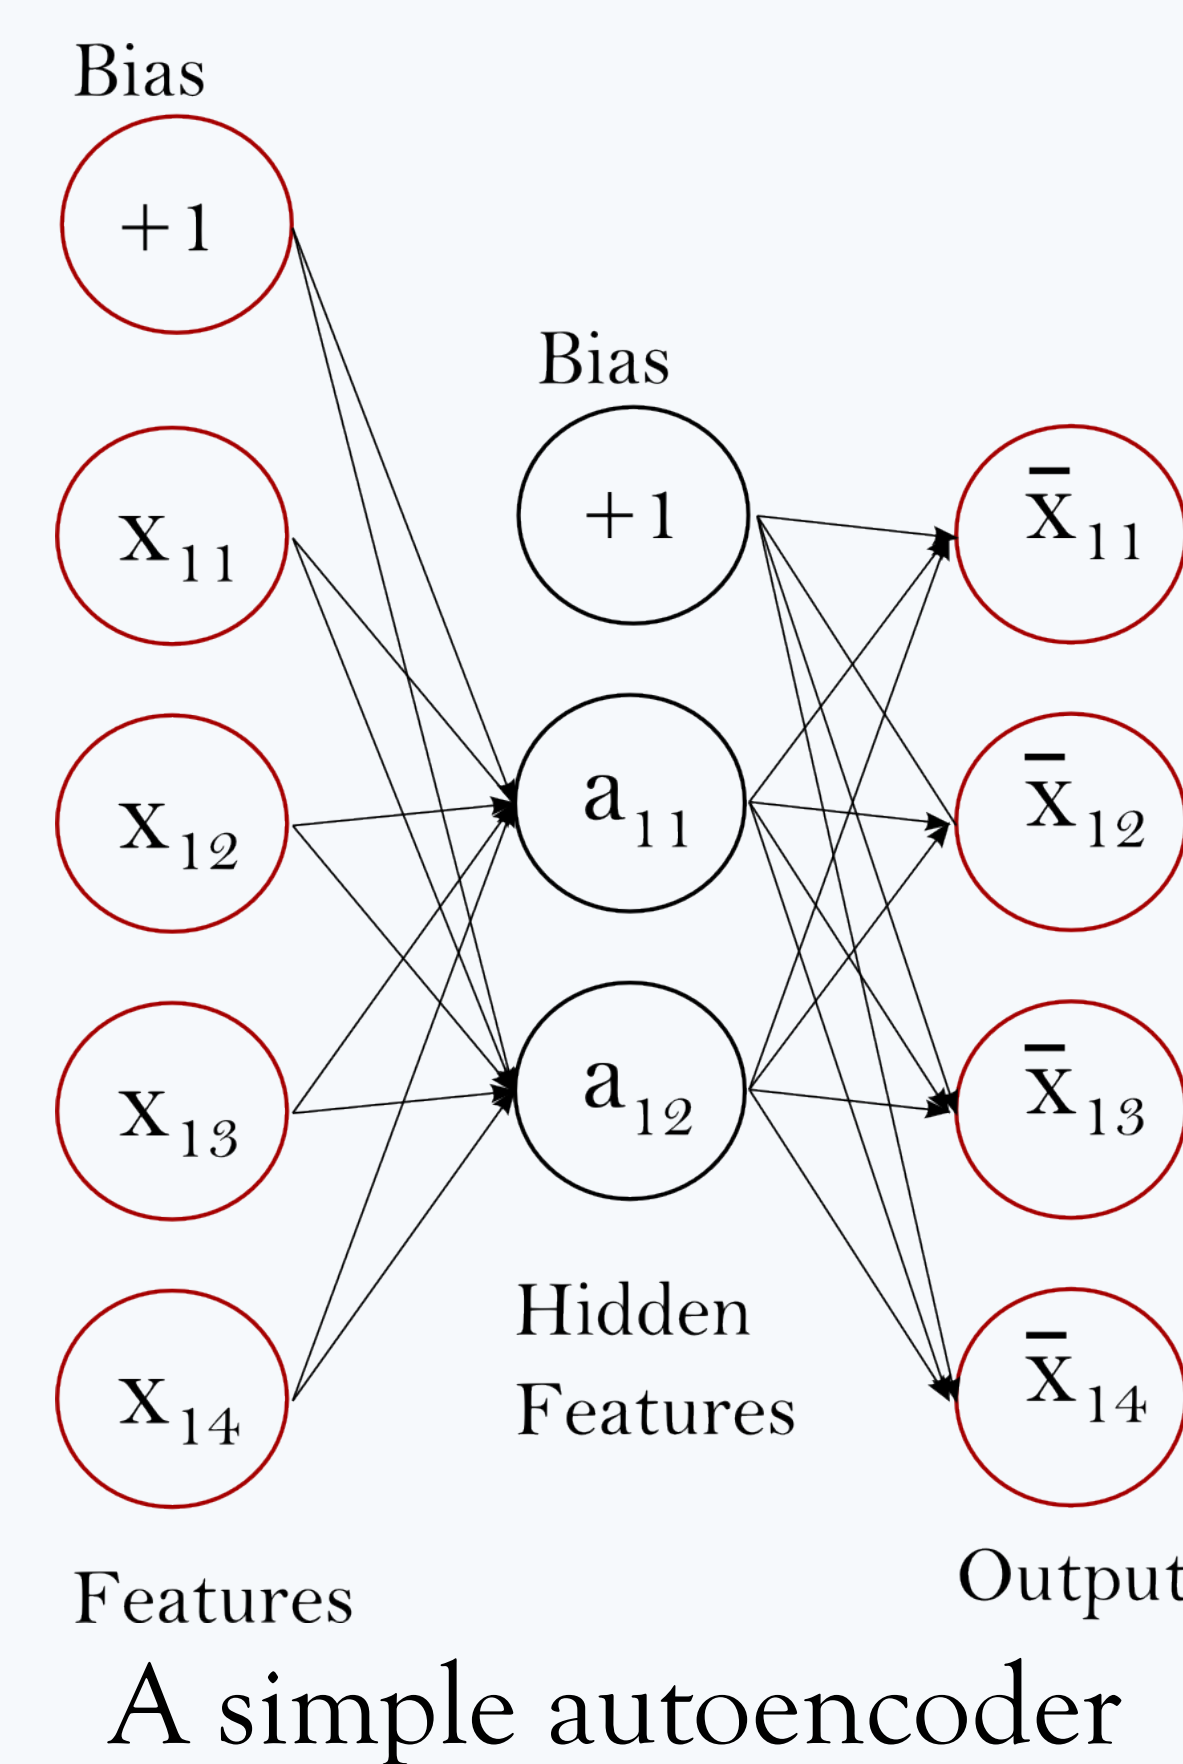 Bias
+1
Bias
+1
x11
x12
x13
x14
a11
a12
x̄11
x̄12
x̄13
x̄14
Hidden
Features
Features
Output
A simple autoencoder